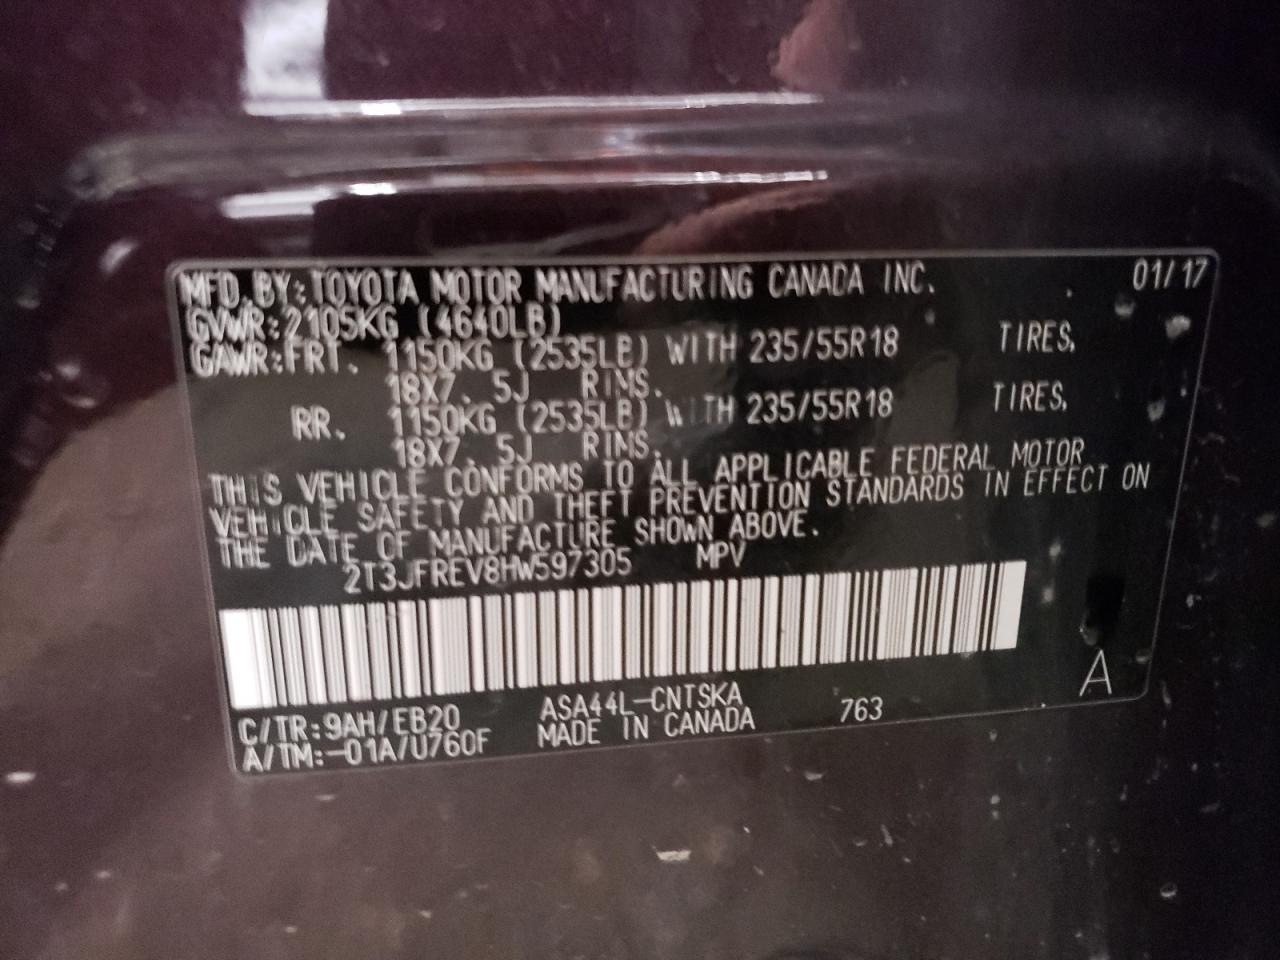 MFD.BY:TOYOTA MOTOR MANUFACTURING CANADA INC. 01/17
GVWR:2105KG (4640LB)
GAWR:FRT. 1150KG (2535LB) WITH 235/55R18 TIRES,
18X7.5J RIMS.
RR. 1150KG (2535LB) WITH 235/55R18 TIRES,
18X7.5J RIMS.
THIS VEHICLE CONFORMS TO ALL APPLICABLE FEDERAL MOTOR
VEHICLE SAFETY AND THEFT PREVENTION STANDARDS IN EFFECT ON
THE DATE OF MANUFACTURE SHOWN ABOVE.
2T3JFREV8HW597305 MPV
A
C/TR:9AH/EB20 ASA44L-CNTSKA 763
A/TM:-01A/U760F MADE IN CANADA